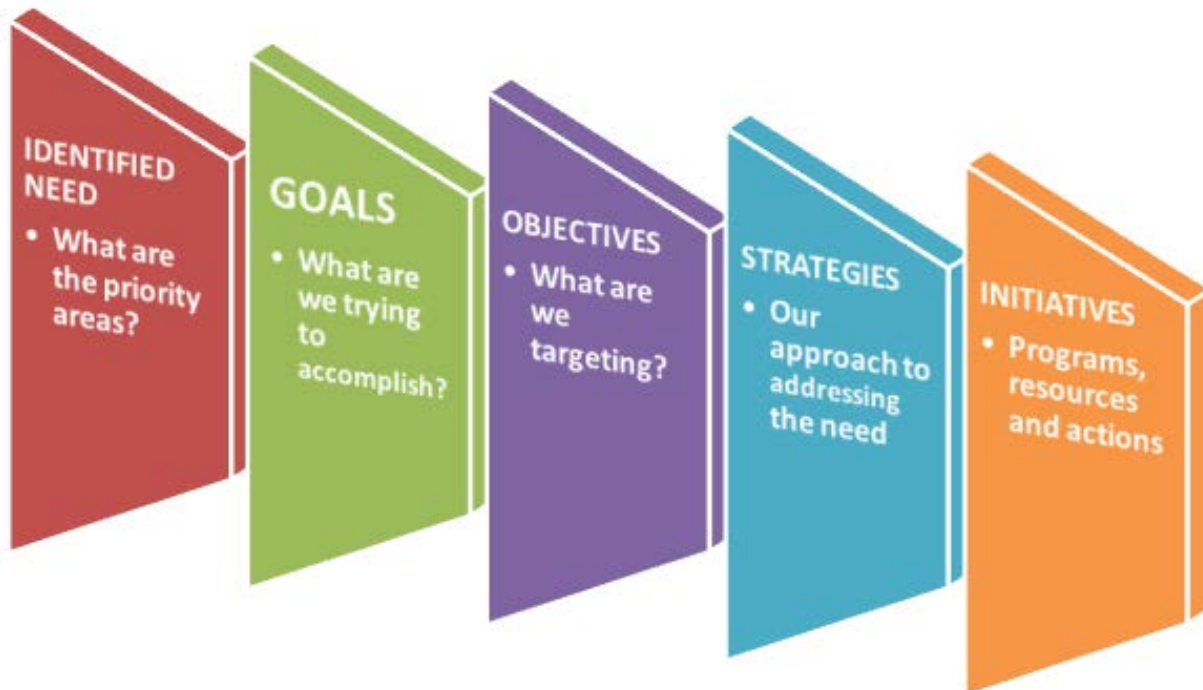 IDENTIFIED
NEED
• What are
the priority
areas?
GOALS
• What are
we trying
to
accomplish?
OBJECTIVES
• What are
we
targeting?
STRATEGIES
• Our
approach to
addressing
the need
INITIATIVES
• Programs,
resources
and actions